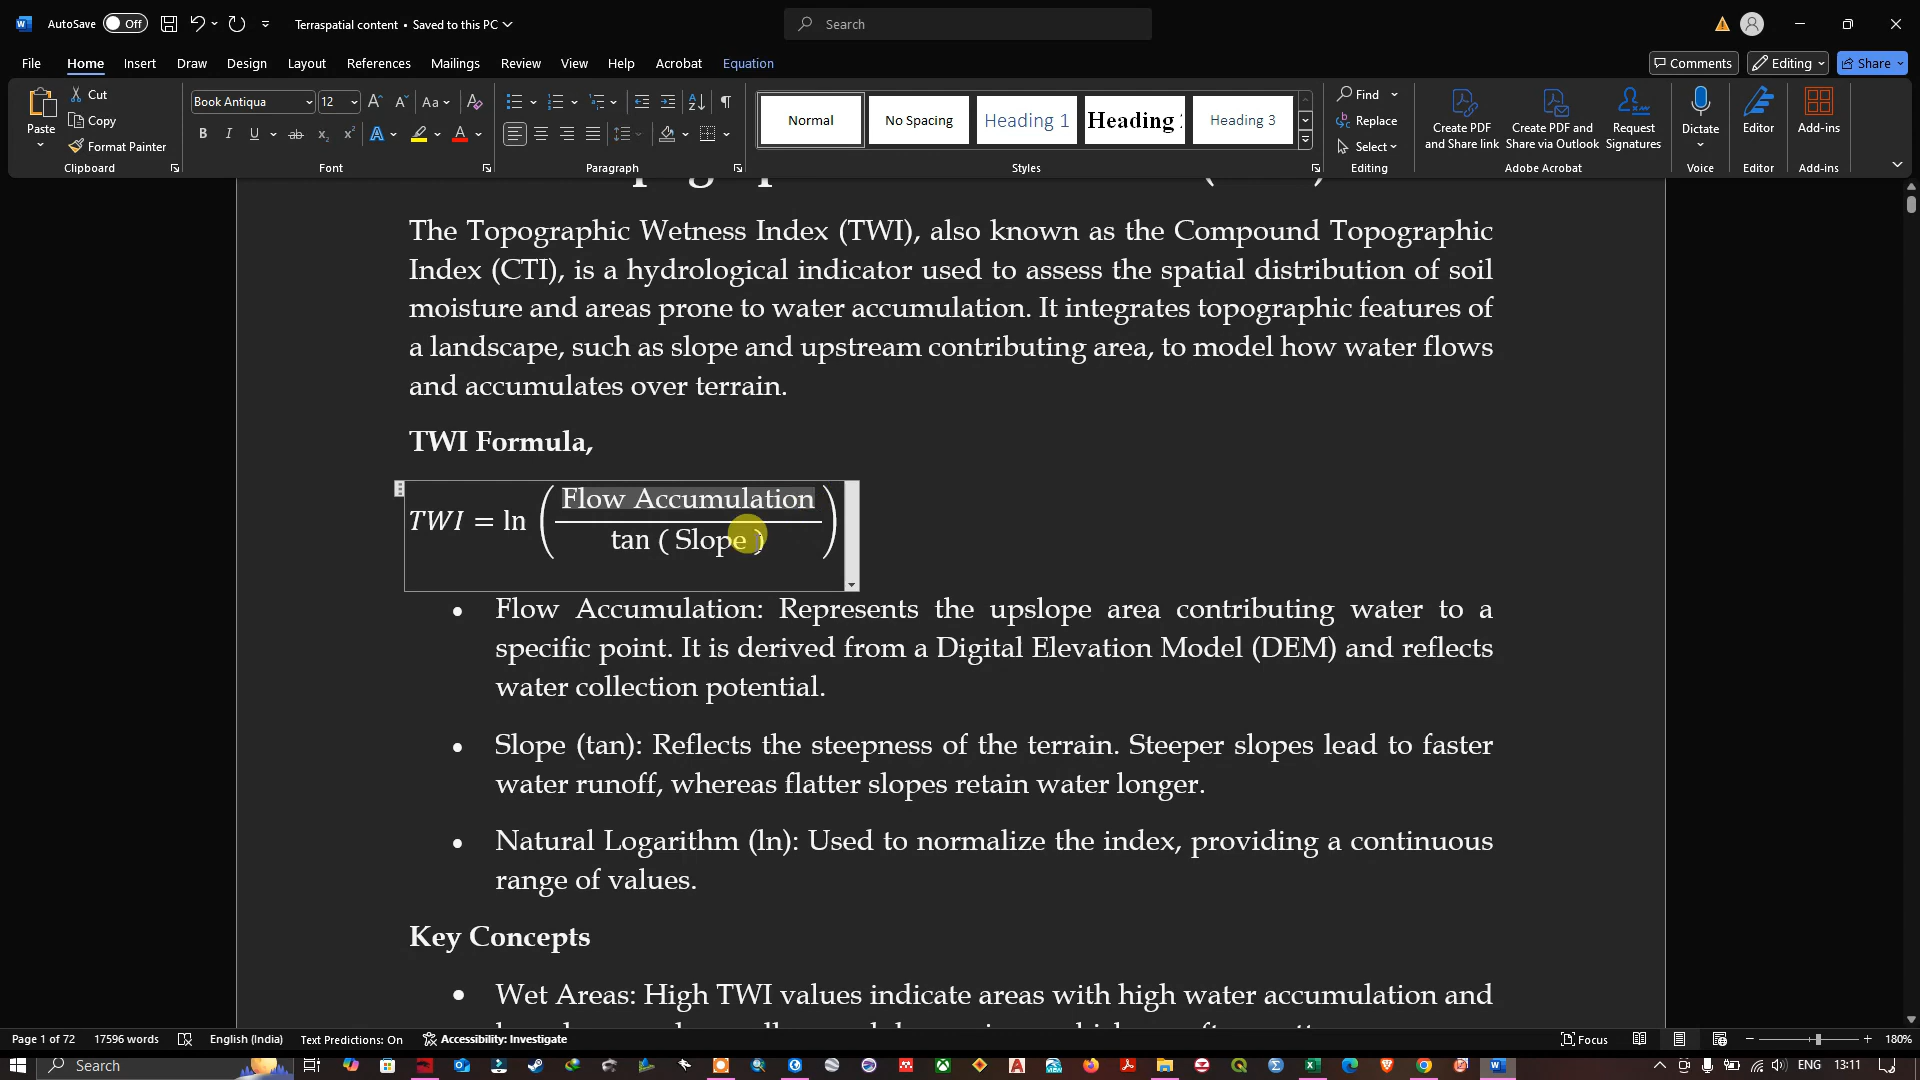 AutoSave Off Terraspatial content • Saved to this PC Search
File Home Insert Draw Design Layout References Mailings Review View Help Acrobat Equation Comments Editing Share
Paste Cut Copy Format Painter Clipboard
Book Antiqua 12 Font
Paragraph
Normal No Spacing Heading 1 Heading Heading 3 Styles
Find Replace Select Editing
Create PDF and Share link Create PDF and Share via Outlook Request Signatures Adobe Acrobat
Dictate Voice Editor Editor Add-ins Add-ins
The Topographic Wetness Index (TWI), also known as the Compound Topographic
Index (CTI), is a hydrological indicator used to assess the spatial distribution of soil
moisture and areas prone to water accumulation. It integrates topographic features of
a landscape, such as slope and upstream contributing area, to model how water flows
and accumulates over terrain.
TWI Formula,
TWI = ln ( Flow Accumulation / tan ( Slope ) )
• Flow Accumulation: Represents the upslope area contributing water to a
specific point. It is derived from a Digital Elevation Model (DEM) and reflects
water collection potential.
• Slope (tan): Reflects the steepness of the terrain. Steeper slopes lead to faster
water runoff, whereas flatter slopes retain water longer.
• Natural Logarithm (ln): Used to normalize the index, providing a continuous
range of values.
Key Concepts
• Wet Areas: High TWI values indicate areas with high water accumulation and
Page 1 of 72 17596 words English (India) Text Predictions: On Accessibility: Investigate Focus 180%
Search ENG 13:11